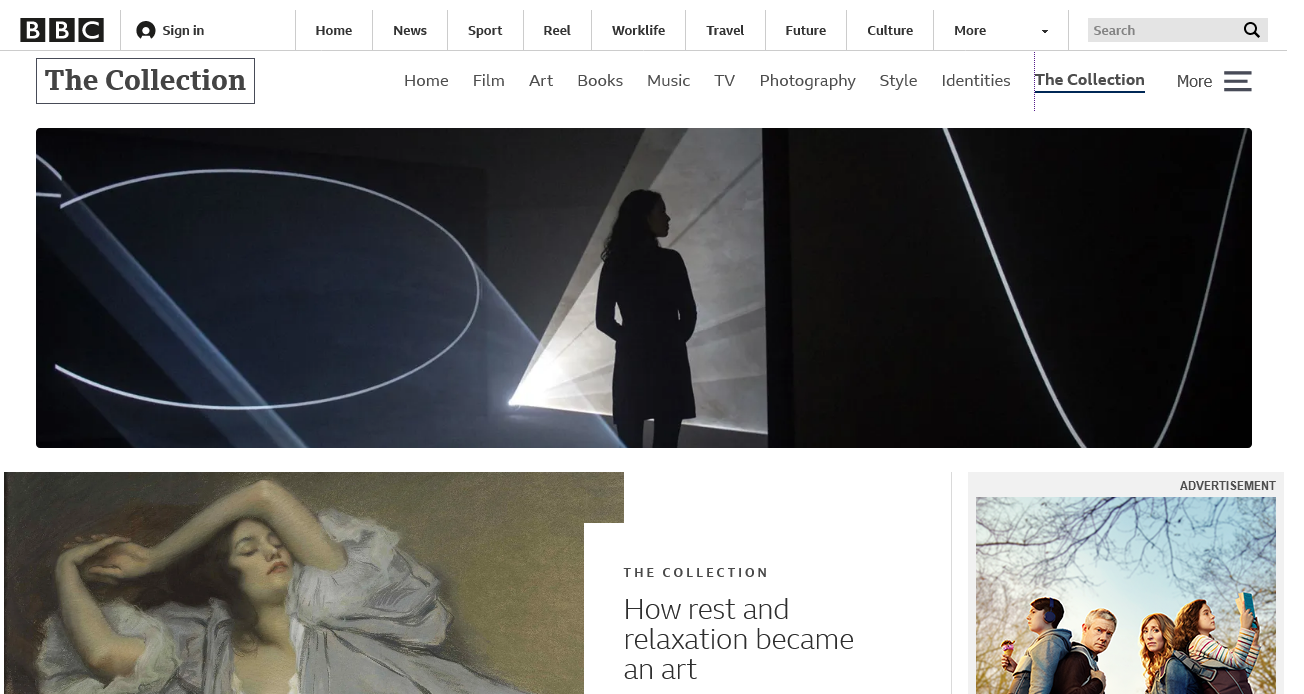 BBC
Sign in
Home
News
Sport
Reel
Worklife
Travel
Future
Culture
More
Search
The Collection
Home
Film
Art
Books
Music
TV
Photography
Style
Identities
The Collection
More
ADVERTISEMENT
THE COLLECTION
How rest and
relaxation became
an art